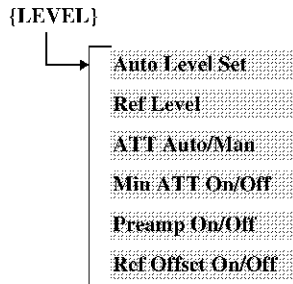 {LEVEL}
Auto Level Set
Ref Level
ATT Auto/Man
Min ATT On/Off
Preamp On/Off
Ref Offset On/Off